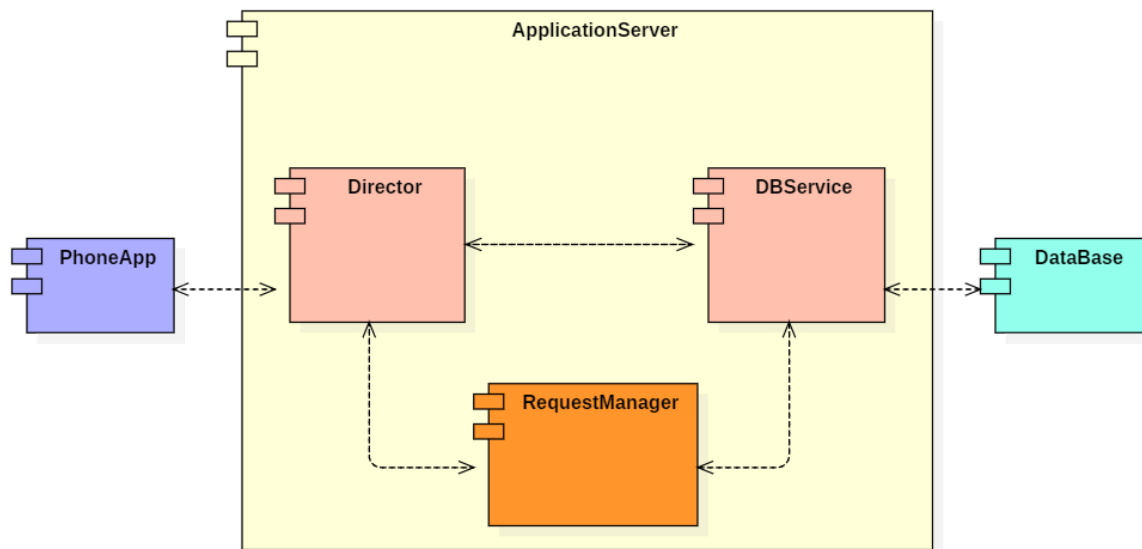 ApplicationServer
Director
DBService
PhoneApp
DataBase
RequestManager